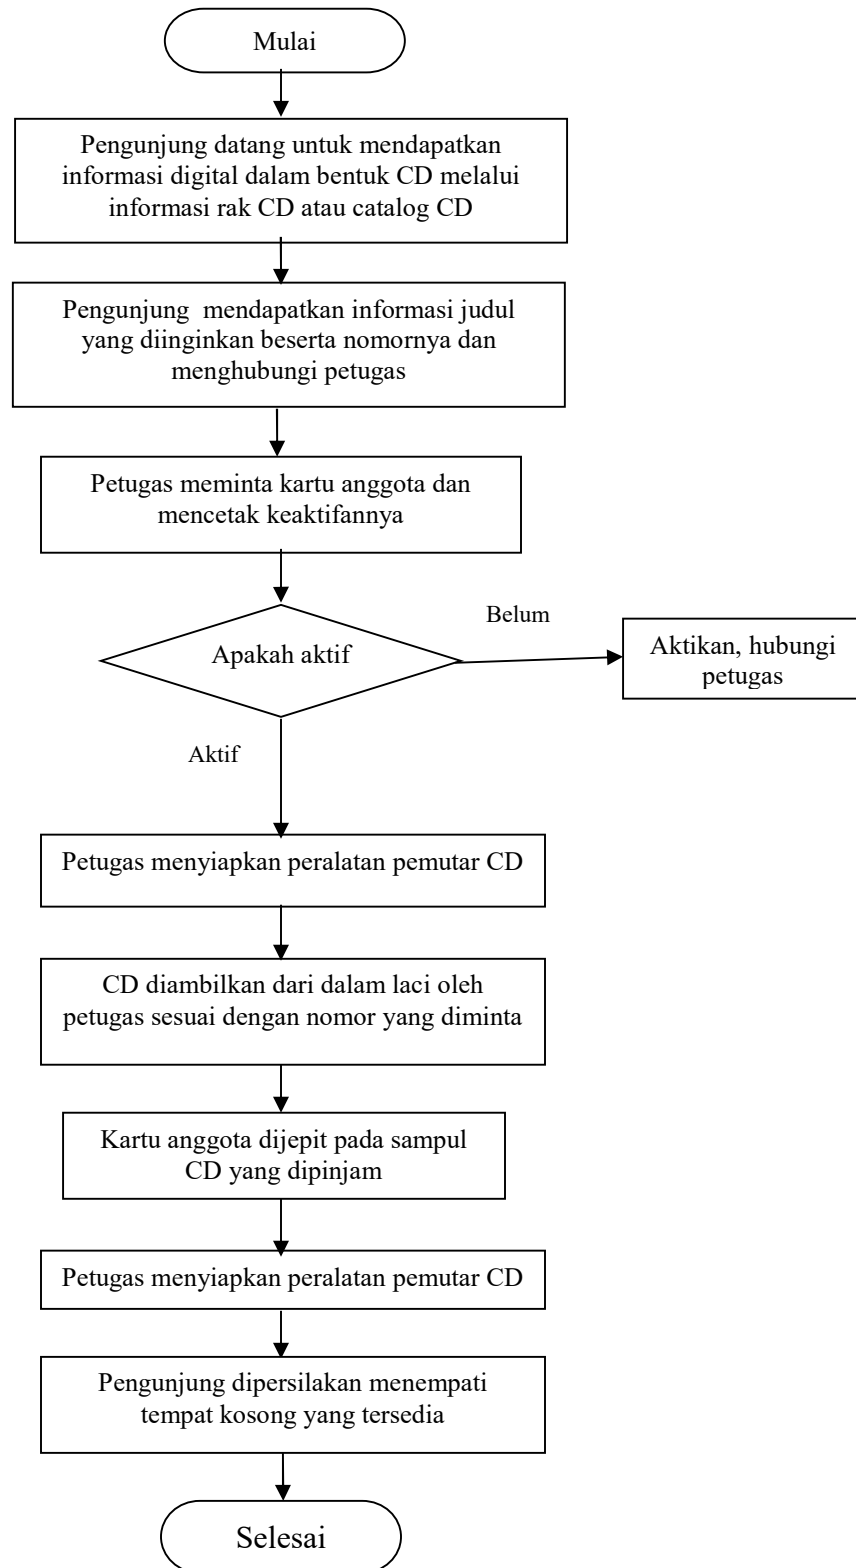 Mulai
Pengunjung datang untuk mendapatkan
informasi digital dalam bentuk CD melalui
informasi rak CD atau catalog CD
Pengunjung  mendapatkan informasi judul
yang diinginkan beserta nomornya dan
menghubungi petugas
Petugas meminta kartu anggota dan
mencetak keaktifannya
Apakah aktif
Belum
Aktikan, hubungi
petugas
Aktif
Petugas menyiapkan peralatan pemutar CD
CD diambilkan dari dalam laci oleh
petugas sesuai dengan nomor yang diminta
Kartu anggota dijepit pada sampul
CD yang dipinjam
Petugas menyiapkan peralatan pemutar CD
Pengunjung dipersilakan menempati
tempat kosong yang tersedia
Selesai